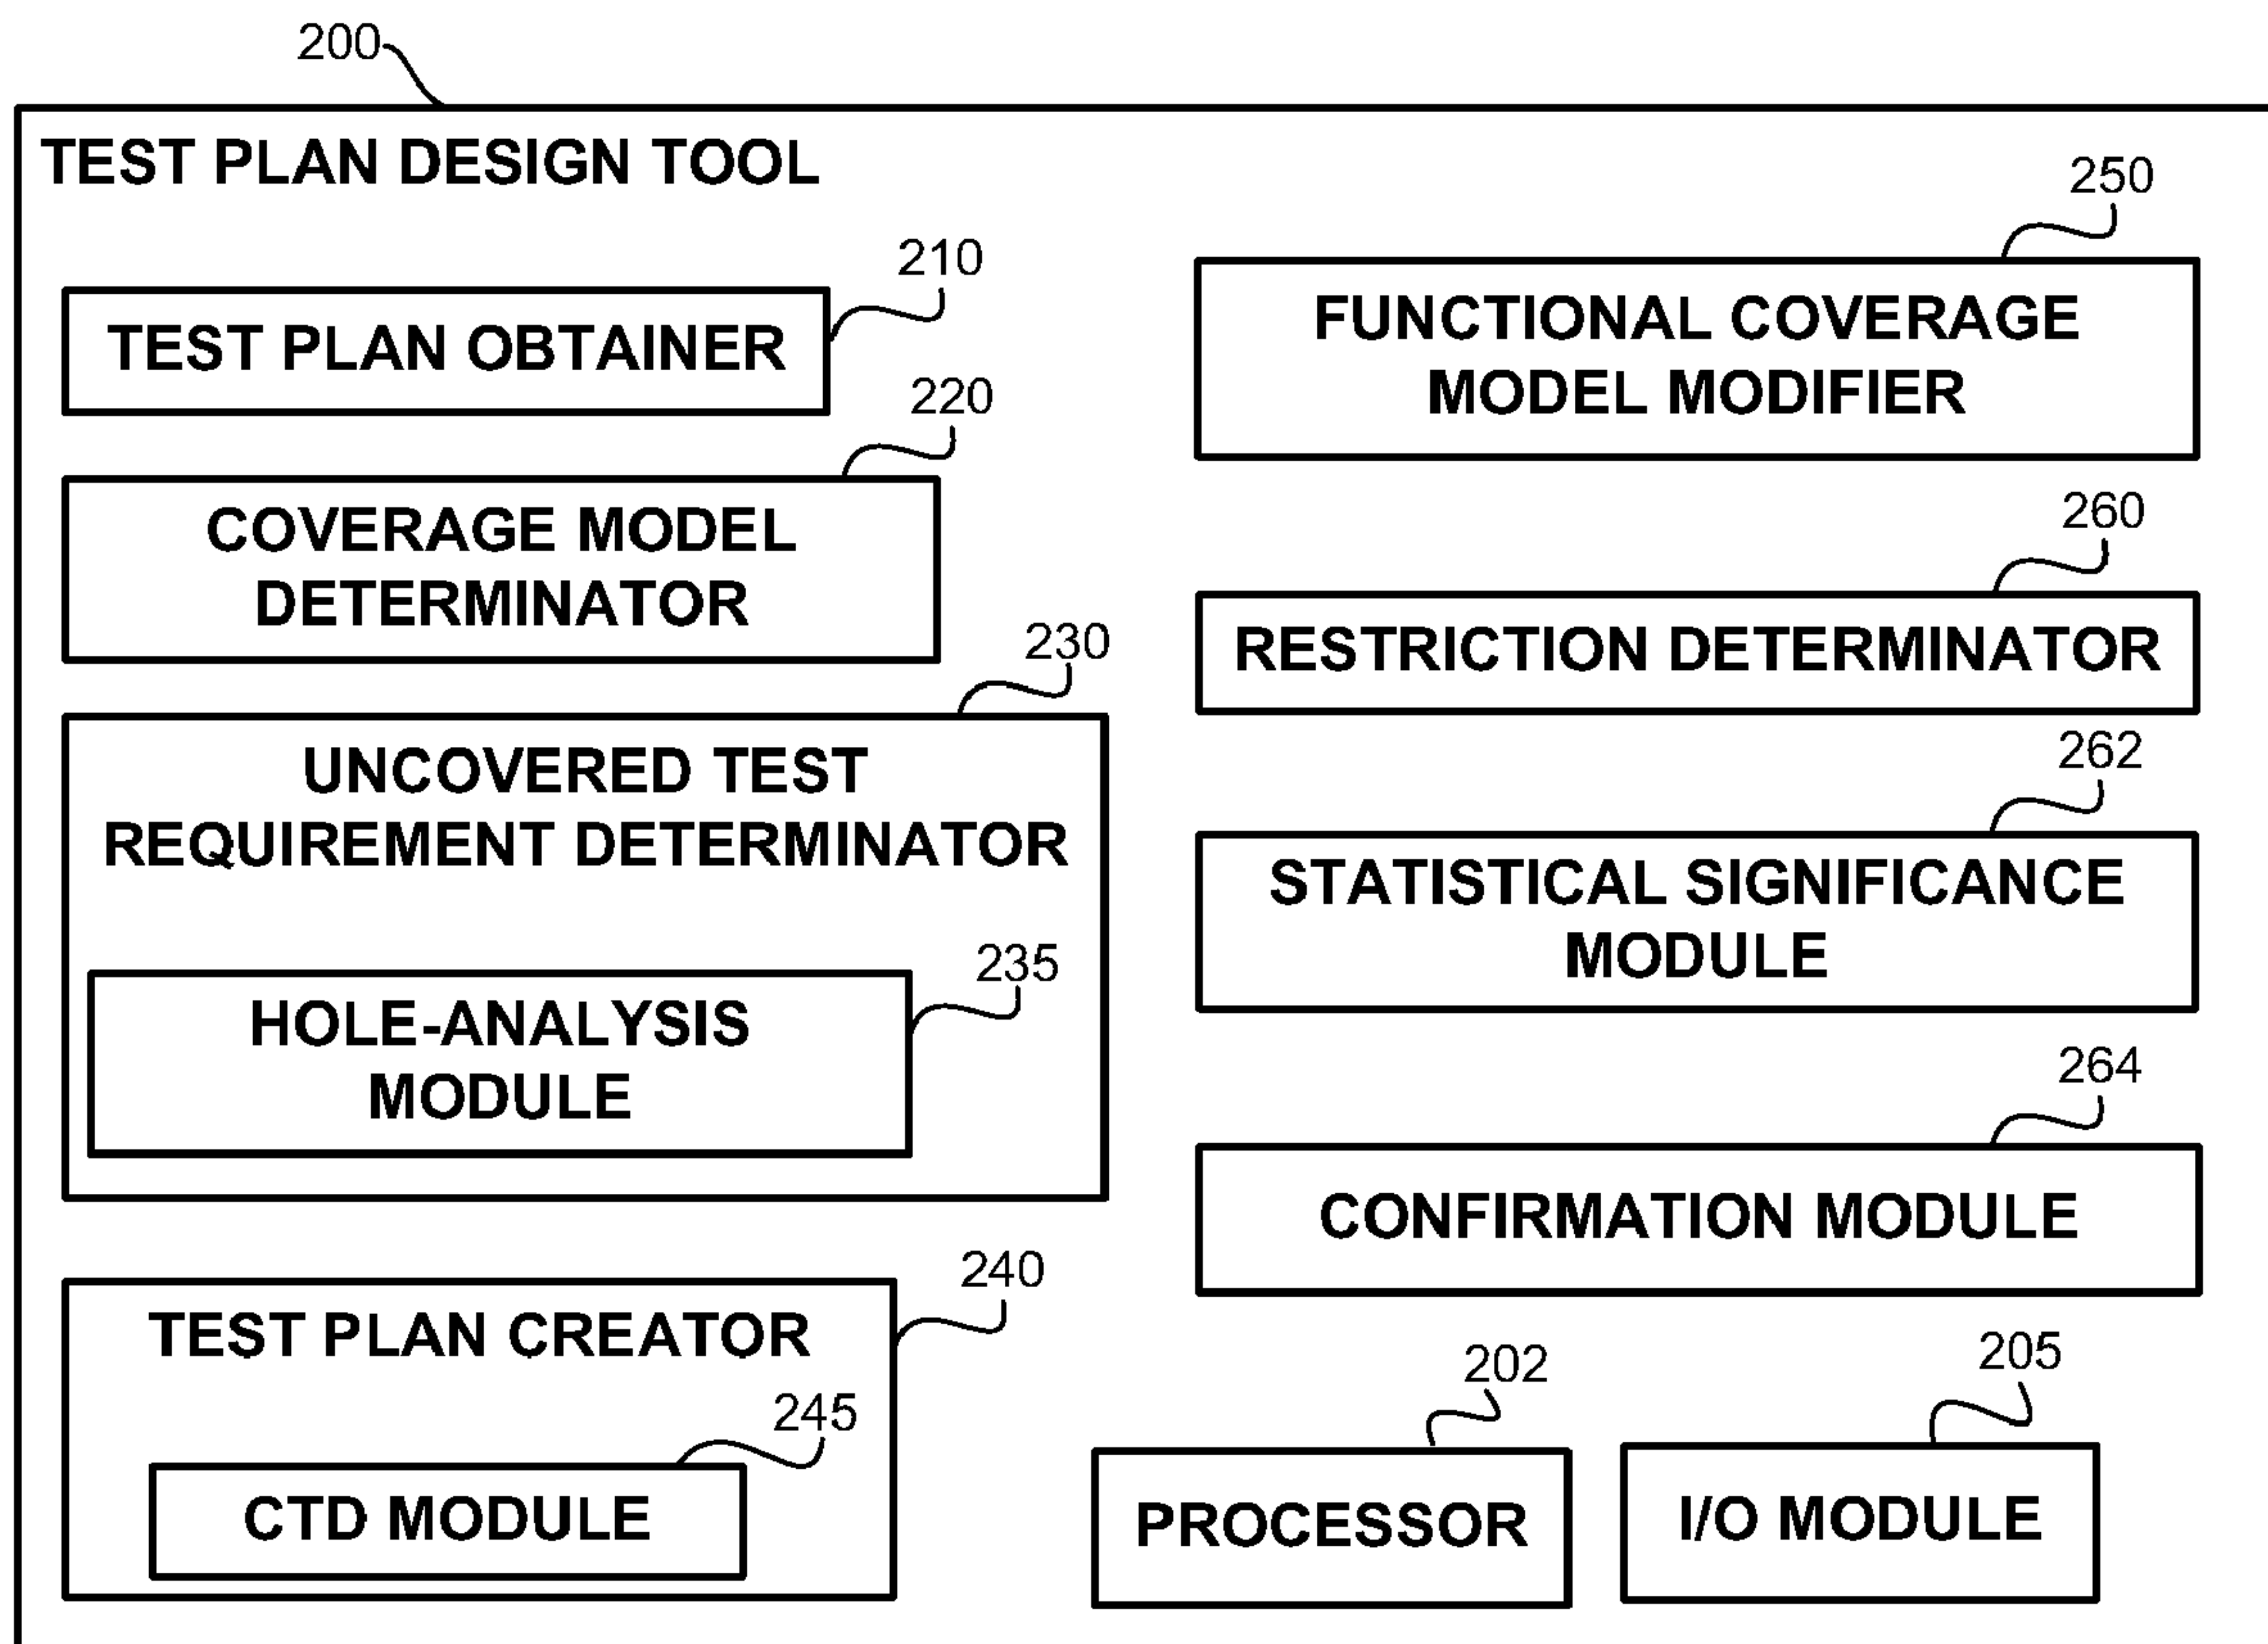 200
TEST PLAN DESIGN TOOL
210
TEST PLAN OBTAINER
220
COVERAGE MODEL
DETERMINATOR
230
UNCOVERED TEST
REQUIREMENT DETERMINATOR
235
HOLE-ANALYSIS
MODULE
240
TEST PLAN CREATOR
245
CTD MODULE
250
FUNCTIONAL COVERAGE
MODEL MODIFIER
260
RESTRICTION DETERMINATOR
262
STATISTICAL SIGNIFICANCE
MODULE
264
CONFIRMATION MODULE
202
PROCESSOR
205
I/O MODULE